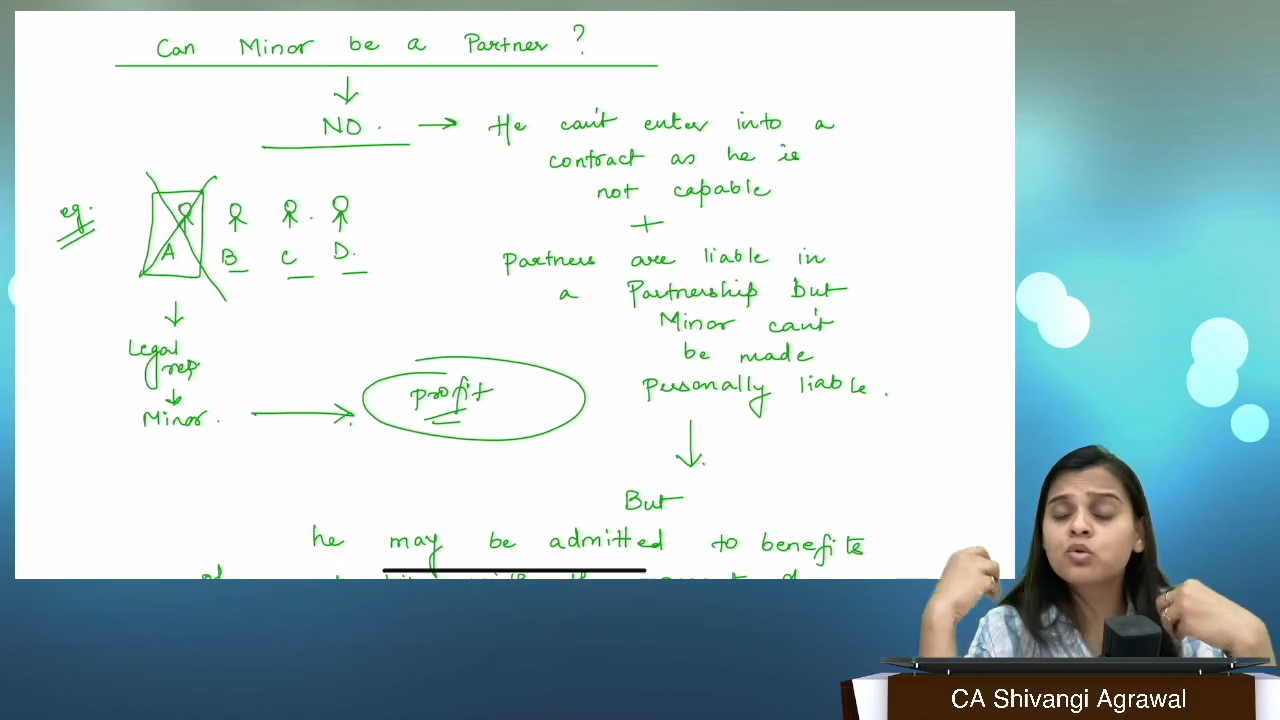 Can Minor be a Partner ?
NO. → He can't enter into a
contract as he is
not capable
+
eg.
A B C D.
Partners are liable in
a Partnership but
Minor can't
be made
Personally liable.
Legal
rep.
Minor. → Profit
But
he may be admitted to benefits
CA Shivangi Agrawal